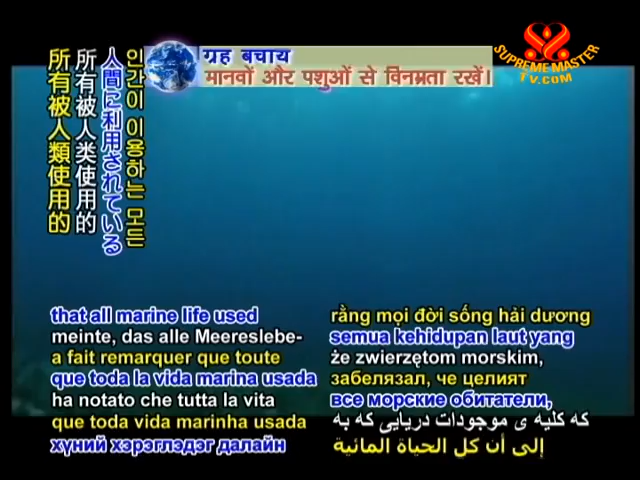 SUPREME MASTER
TV.COM
ग्रह बचाय
मानवों और पशुओं से विनम्रता रखें।
所有被人類使用的
所有被人类使用的
人間に利用されている
인간이 이용하는 모든
that all marine life used
meinte, das alle Meereslebe-
a fait remarquer que toute
que toda la vida marina usada
ha notato che tutta la vita
que toda vida marinha usada
хүний хэрэглэдэг далайн
rằng mọi đời sống hải dương
semua kehidupan laut yang
że zwierzętom morskim,
забелязал, че целият
все морские обитатели,
که کلیه ی موجودات دریایی که به
إلى أن كل الحياة المائية